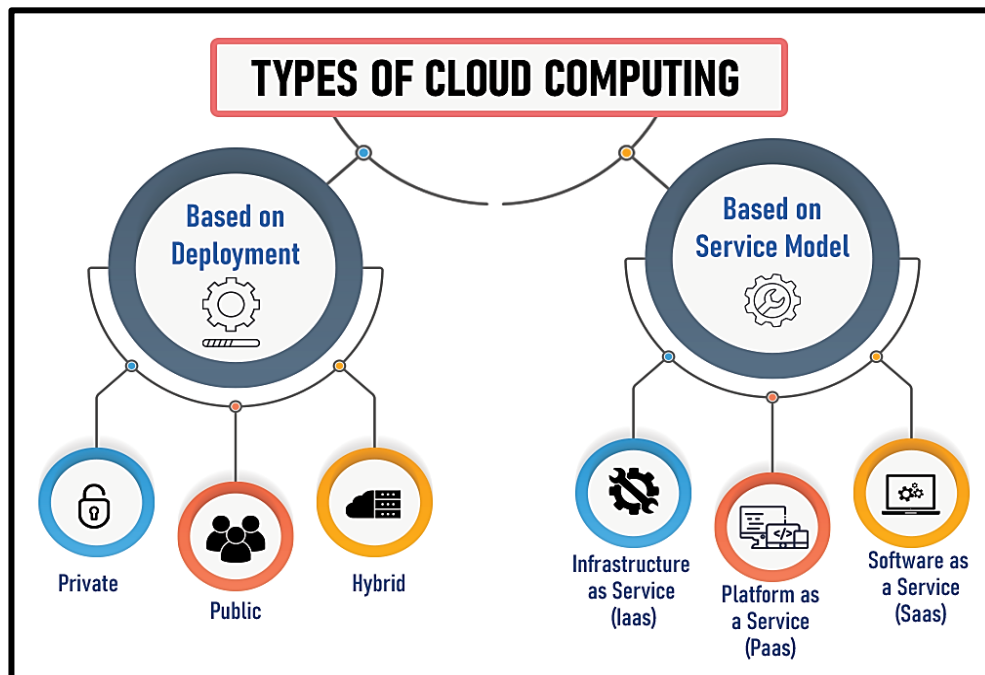 TYPES OF CLOUD COMPUTING
Based on
Deployment
Based on
Service Model
Private
Public
Hybrid
Infrastructure
as Service
(Iaas)
Platform as
a Service
(Paas)
Software as
a Service
(Saas)